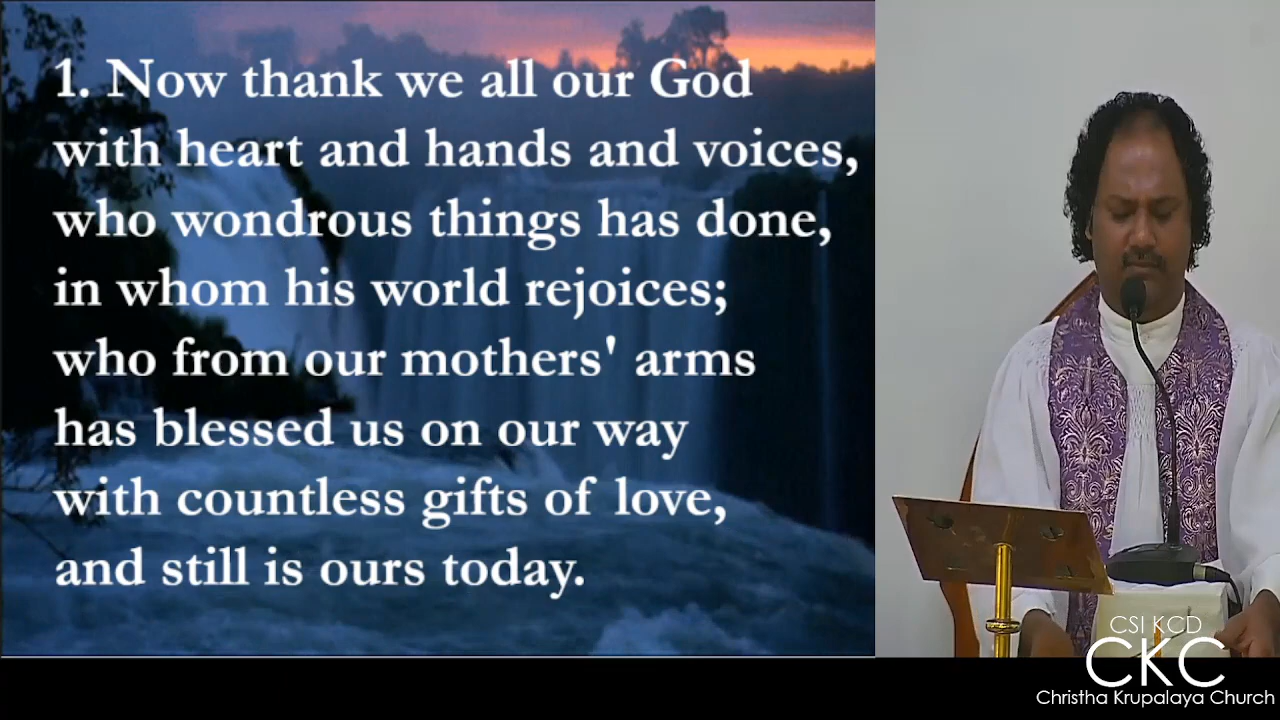 1. Now thank we all our God
with heart and hands and voices,
who wondrous things has done,
in whom his world rejoices;
who from our mothers' arms
has blessed us on our way
with countless gifts of love,
and still is ours today.
CSI KCD
CKC
Christha Krupalaya Church